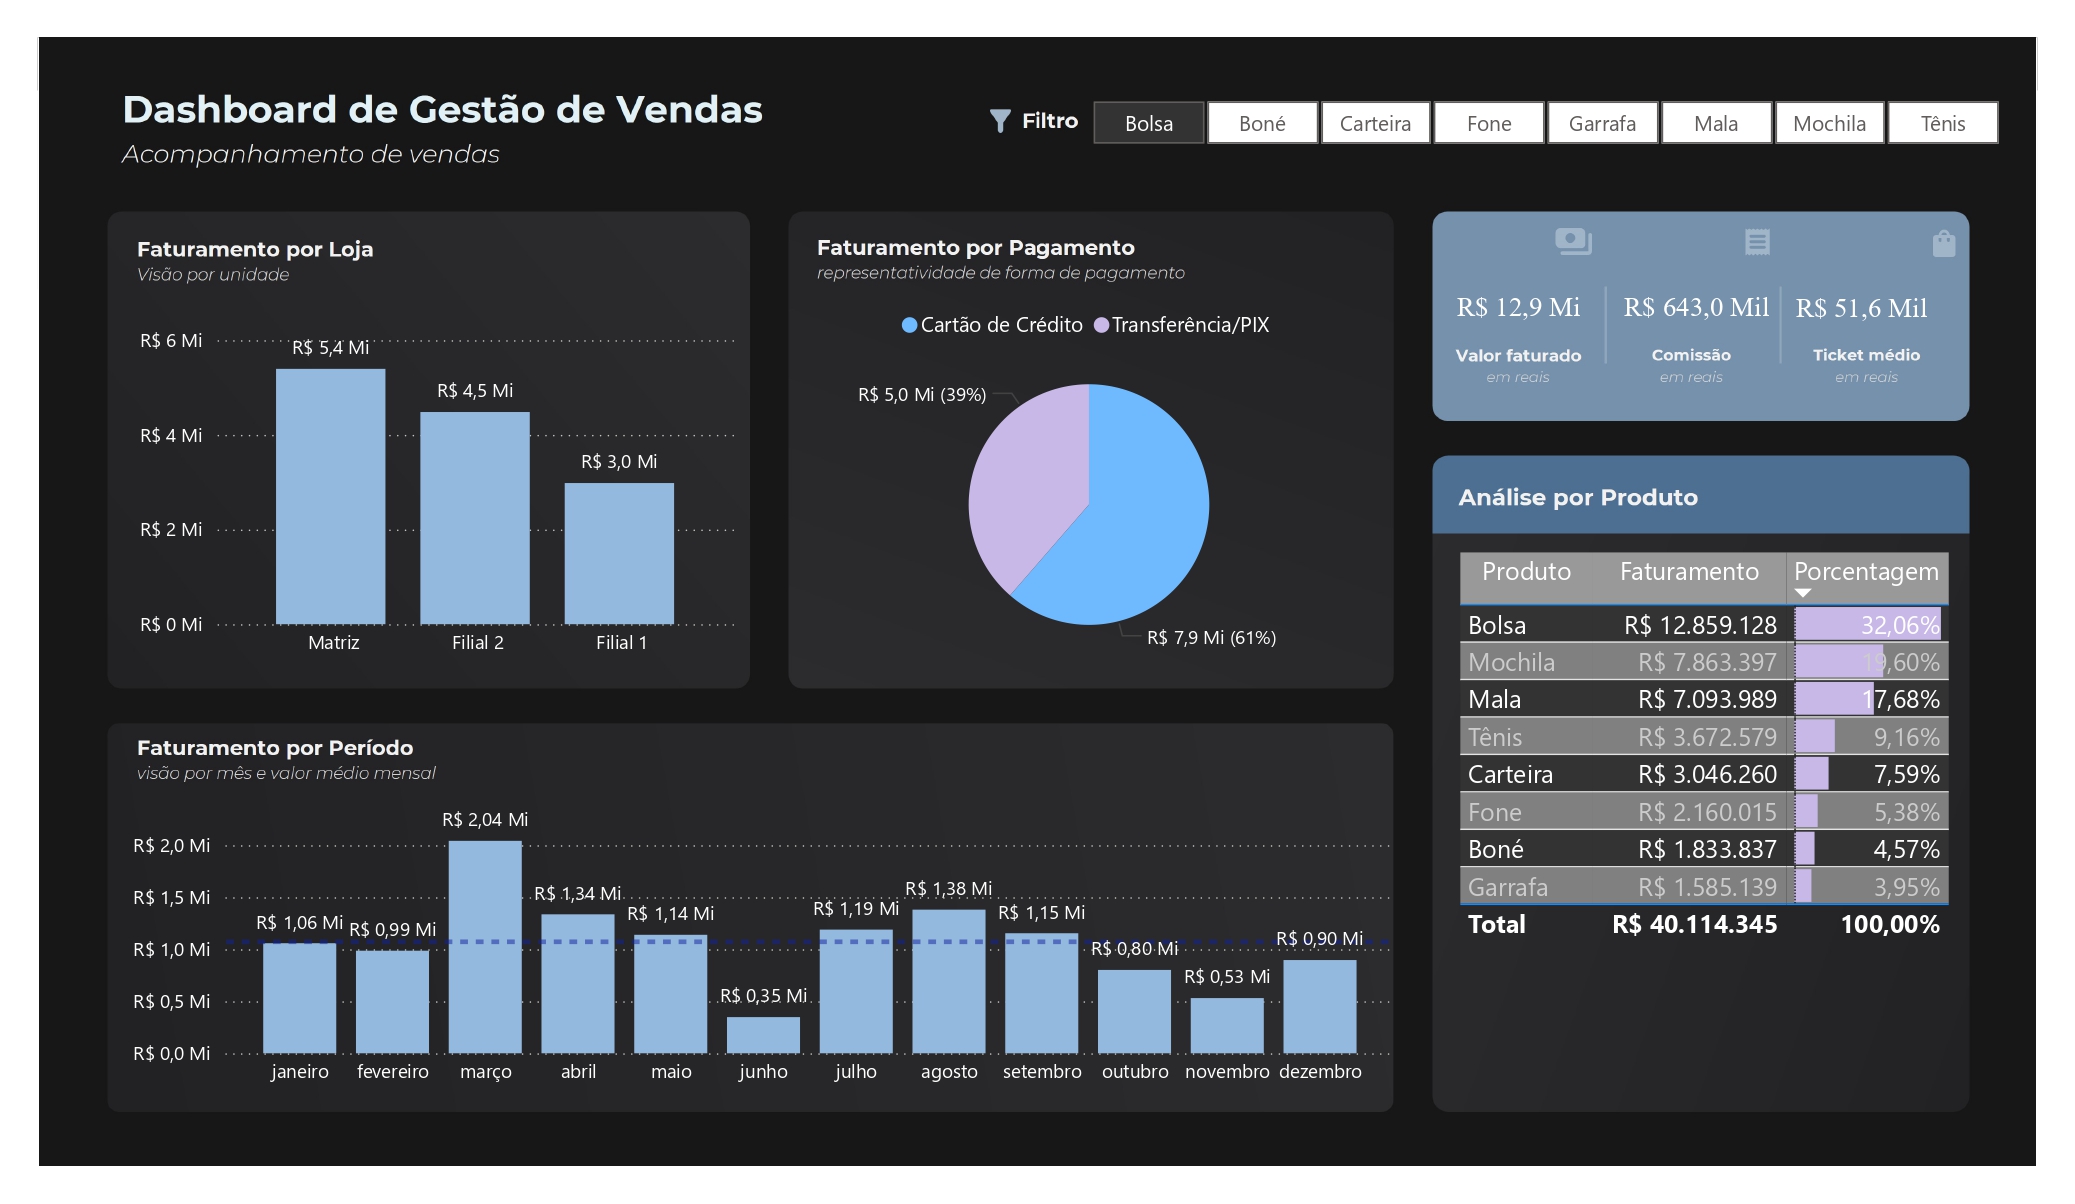 Dashboard de Gestão de Vendas
Acompanhamento de vendas
Filtro
Bolsa Boné Carteira Fone Garrafa Mala Mochila Tênis
Faturamento por Loja
Visão por unidade
R$ 6 Mi
R$ 4 Mi
R$ 2 Mi
R$ 0 Mi
R$ 5,4 Mi
R$ 4,5 Mi
R$ 3,0 Mi
Matriz Filial 2 Filial 1
Faturamento por Pagamento
representatividade de forma de pagamento
Cartão de Crédito Transferência/PIX
R$ 5,0 Mi (39%)
R$ 7,9 Mi (61%)
R$ 12,9 Mi R$ 643,0 Mil R$ 51,6 Mil
Valor faturado Comissão Ticket médio
em reais em reais em reais
Análise por Produto
Produto Faturamento Porcentagem
Bolsa R$ 12.859.128 32,06%
Mochila R$ 7.863.397 19,60%
Mala R$ 7.093.989 17,68%
Tênis R$ 3.672.579 9,16%
Carteira R$ 3.046.260 7,59%
Fone R$ 2.160.015 5,38%
Boné R$ 1.833.837 4,57%
Garrafa R$ 1.585.139 3,95%
Total R$ 40.114.345 100,00%
Faturamento por Período
visão por mês e valor médio mensal
R$ 2,0 Mi
R$ 1,5 Mi
R$ 1,0 Mi
R$ 0,5 Mi
R$ 0,0 Mi
R$ 1,06 Mi
R$ 0,99 Mi
R$ 2,04 Mi
R$ 1,34 Mi
R$ 1,14 Mi
R$ 0,35 Mi
R$ 1,19 Mi
R$ 1,38 Mi
R$ 1,15 Mi
R$ 0,80 Mi
R$ 0,53 Mi
R$ 0,90 Mi
janeiro fevereiro março abril maio junho julho agosto setembro outubro novembro dezembro